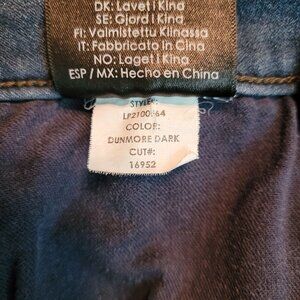 DK: Lavet i Kina
SE: Gjord i Kina
FI: Valmistettu Kiinassa
IT: Fabbricato in Cina
NO: Laget i Kina
ESP / MX: Hecho en China
STYLE#:
COLOR:
DUNMORE DARK
CUT#:
16952